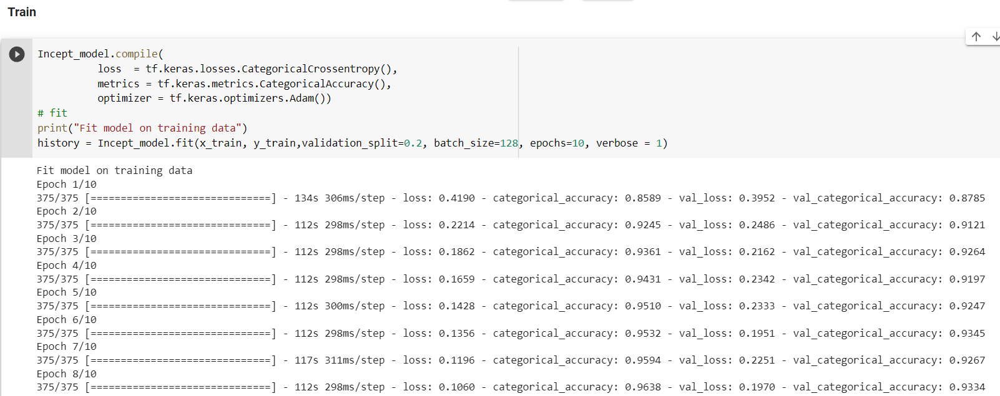 Train
Incept_model.compile(
loss  = tf.keras.losses.CategoricalCrossentropy(),
metrics = tf.keras.metrics.CategoricalAccuracy(),
optimizer = tf.keras.optimizers.Adam())
# fit
print("Fit model on training data")
history = Incept_model.fit(x_train, y_train,validation_split=0.2, batch_size=128, epochs=10, verbose = 1)
Fit model on training data
Epoch 1/10
375/375 [==============================] - 134s 306ms/step - loss: 0.4190 - categorical_accuracy: 0.8589 - val_loss: 0.3952 - val_categorical_accuracy: 0.8785
Epoch 2/10
375/375 [==============================] - 112s 298ms/step - loss: 0.2214 - categorical_accuracy: 0.9245 - val_loss: 0.2486 - val_categorical_accuracy: 0.9121
Epoch 3/10
375/375 [==============================] - 112s 298ms/step - loss: 0.1862 - categorical_accuracy: 0.9361 - val_loss: 0.2162 - val_categorical_accuracy: 0.9264
Epoch 4/10
375/375 [==============================] - 112s 298ms/step - loss: 0.1659 - categorical_accuracy: 0.9431 - val_loss: 0.2342 - val_categorical_accuracy: 0.9197
Epoch 5/10
375/375 [==============================] - 112s 300ms/step - loss: 0.1428 - categorical_accuracy: 0.9510 - val_loss: 0.2333 - val_categorical_accuracy: 0.9247
Epoch 6/10
375/375 [==============================] - 112s 298ms/step - loss: 0.1356 - categorical_accuracy: 0.9532 - val_loss: 0.1951 - val_categorical_accuracy: 0.9345
Epoch 7/10
375/375 [==============================] - 117s 311ms/step - loss: 0.1196 - categorical_accuracy: 0.9594 - val_loss: 0.2251 - val_categorical_accuracy: 0.9267
Epoch 8/10
375/375 [==============================] - 112s 298ms/step - loss: 0.1060 - categorical_accuracy: 0.9638 - val_loss: 0.1970 - val_categorical_accuracy: 0.9334